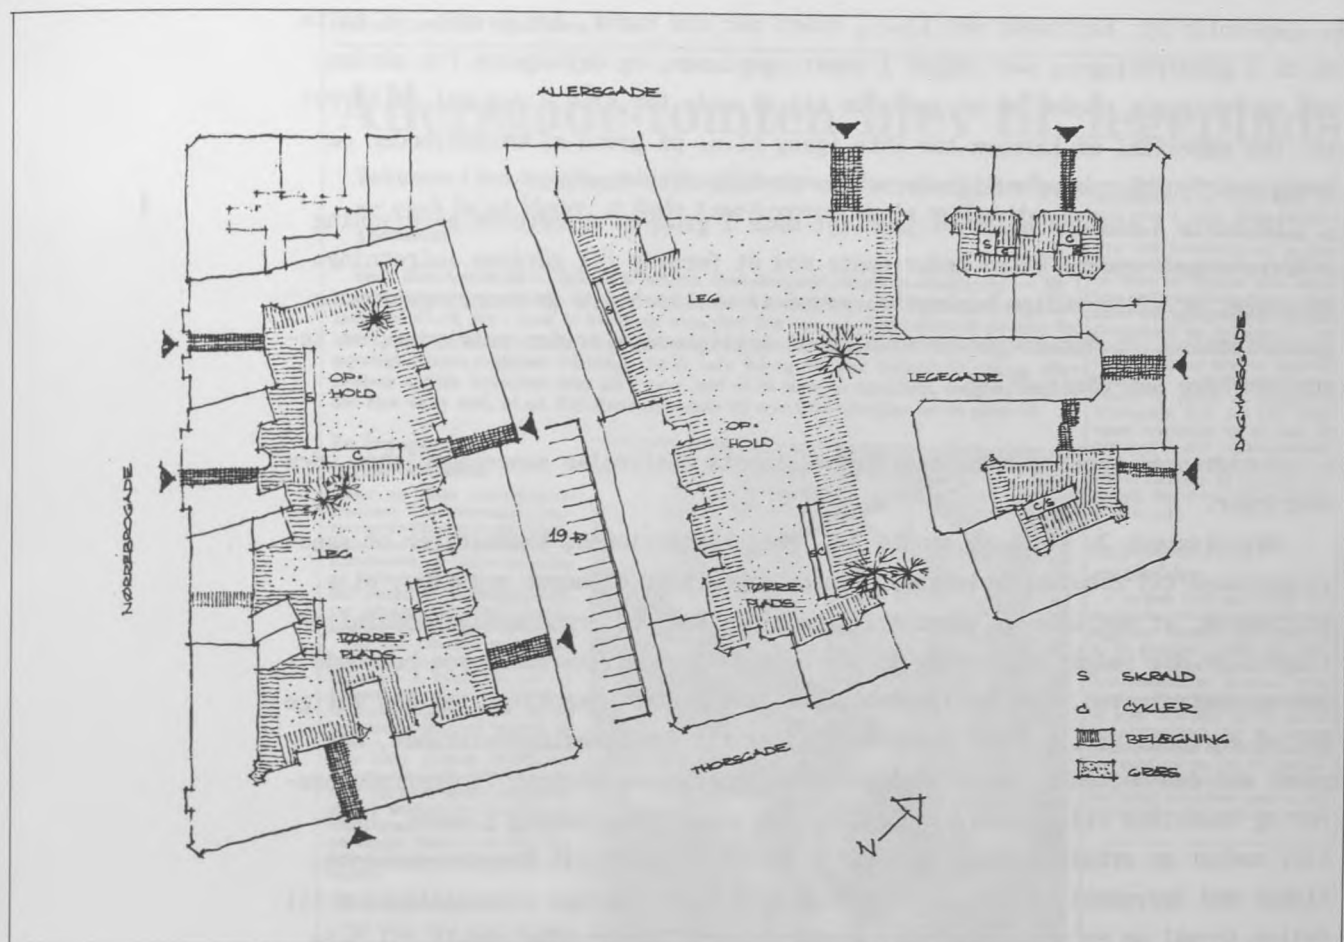 ALLERSGADE
S
C
C
LEG
S
S
OP-
HOLD
C
LEGEGADE
DAGMARSGADE
OP-
HOLD
NØRREBROGADE
19 P
LEG
TØRRE
PLADS
S
S
TØRRE-
PLADS
S SKRALD
C CYKLER
BELÆGNING
GRÆS
THORSGADE
N